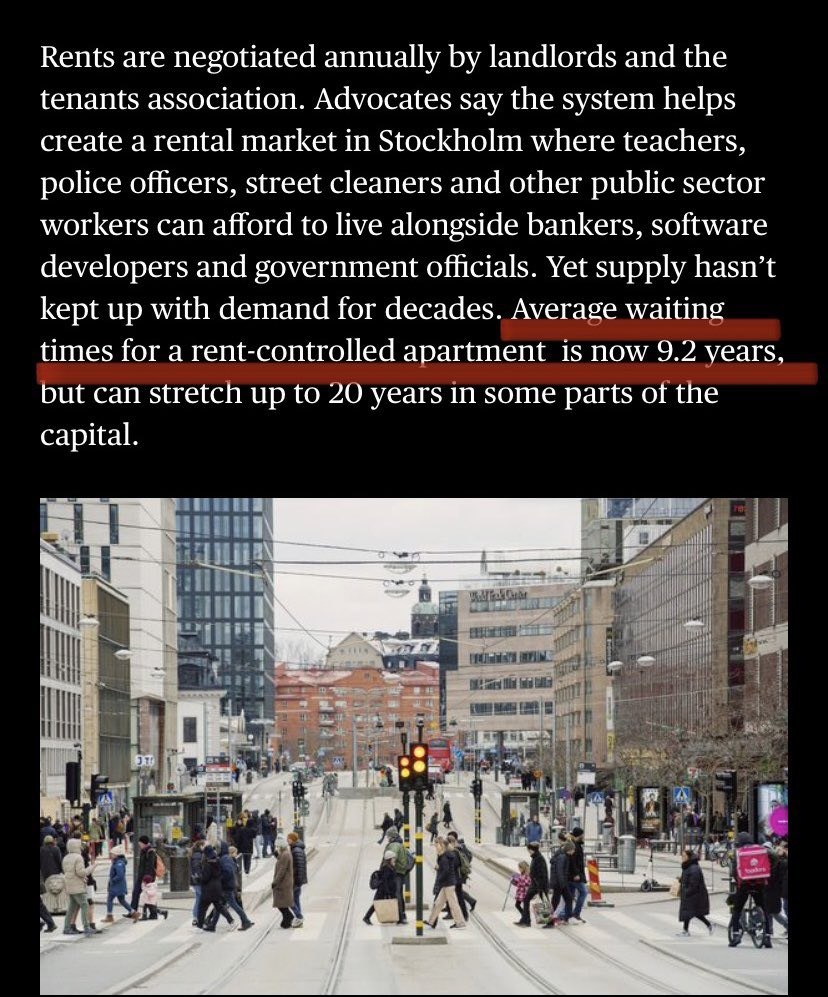 Rents are negotiated annually by landlords and the
tenants association. Advocates say the system helps
create a rental market in Stockholm where teachers,
police officers, street cleaners and other public sector
workers can afford to live alongside bankers, software
developers and government officials. Yet supply hasn’t
kept up with demand for decades. Average waiting
times for a rent-controlled apartment  is now 9.2 years,
but can stretch up to 20 years in some parts of the
capital.
World Trade Center
foodora